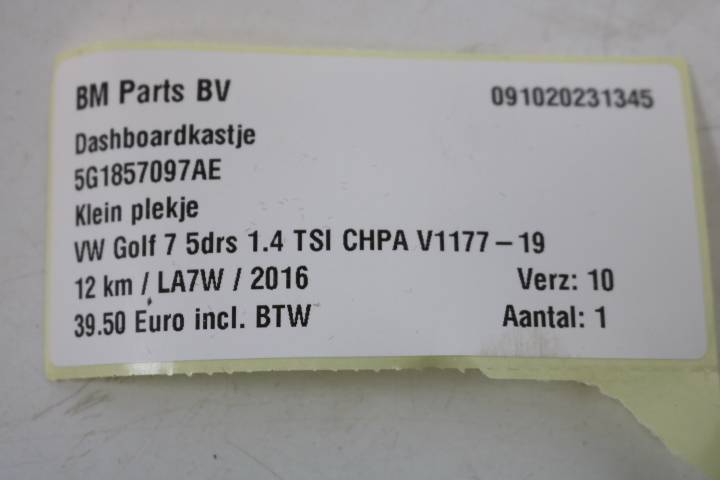 BM Parts BV 091020231345
Dashboardkastje
5G1857097AE
Klein plekje
VW Golf 7 5drs 1.4 TSI CHPA V1177 – 19
12 km / LA7W / 2016 Verz: 10
39.50 Euro incl. BTW Aantal: 1